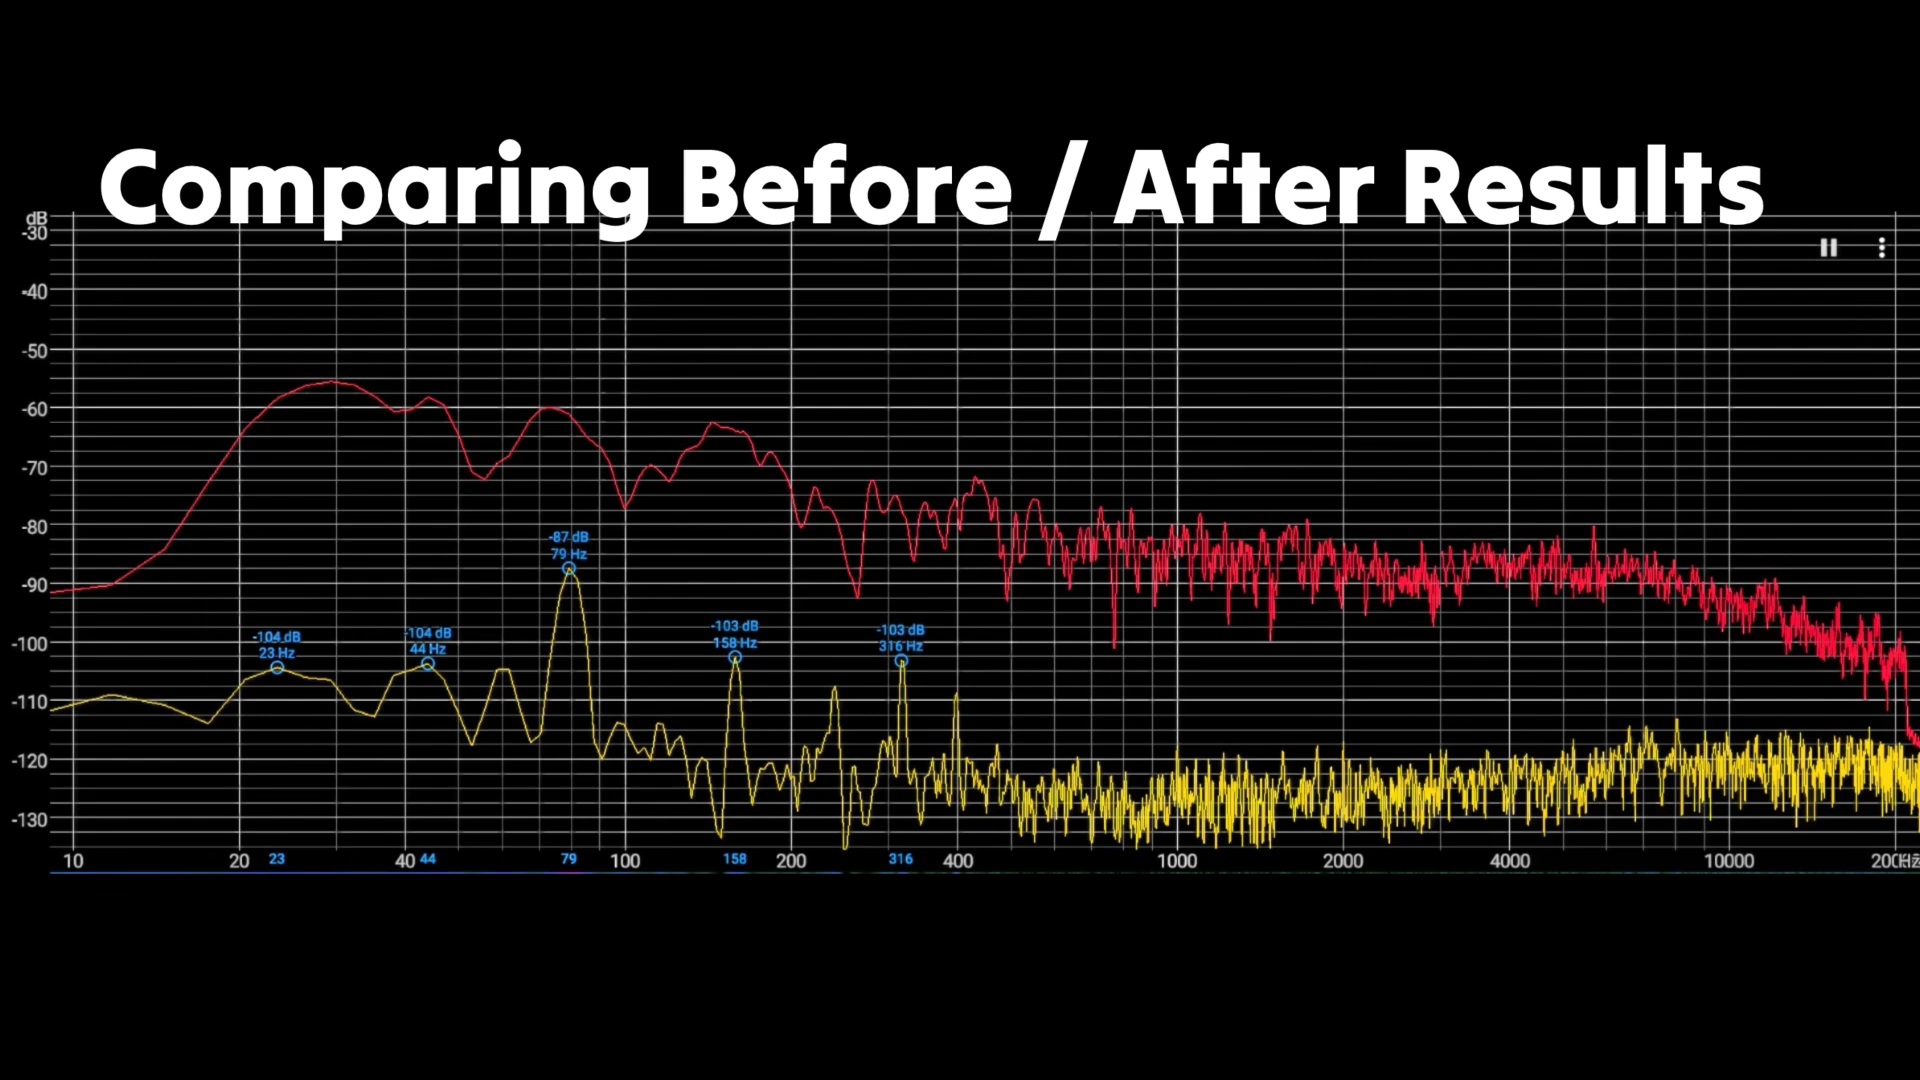 Comparing Before / After Results
dB
-30
-40
-50
-60
-70
-80
-90
-100
-110
-120
-130
-87 dB
79 Hz
-104 dB
23 Hz
-104 dB
44 Hz
-103 dB
158 Hz
-103 dB
316 Hz
10 20 23 40 44 79 100 158 200 316 400 1000 2000 4000 10000